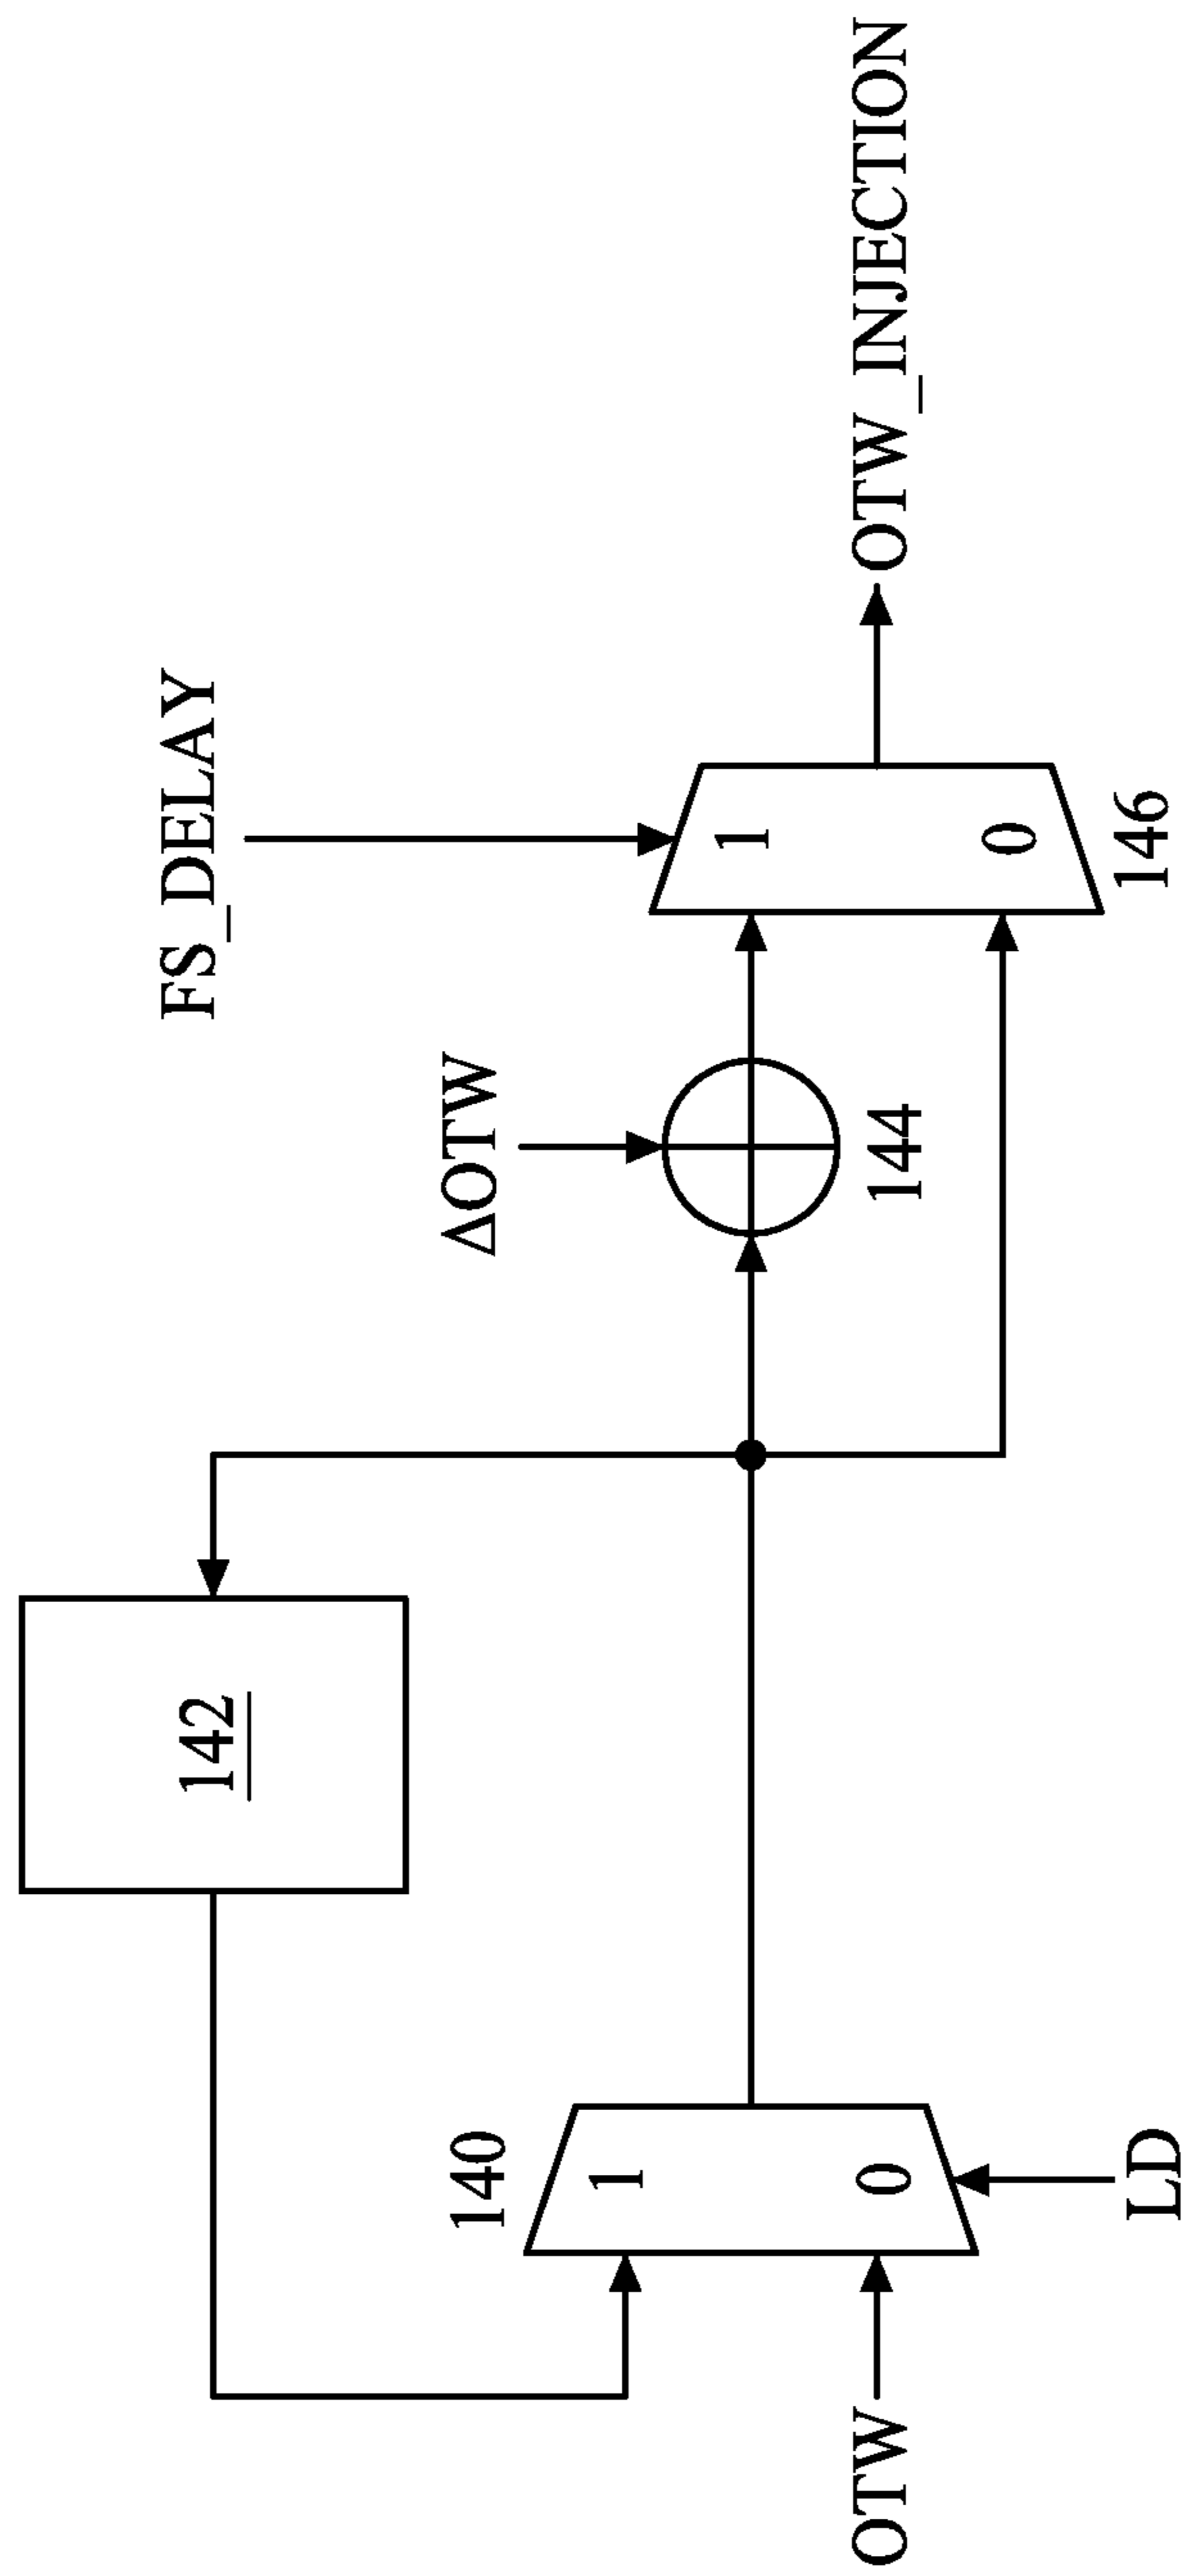 FS_DELAY
142
ΔOTW
140
1
1
144
0
0
OTW
OTW_INJECTION
LD
146